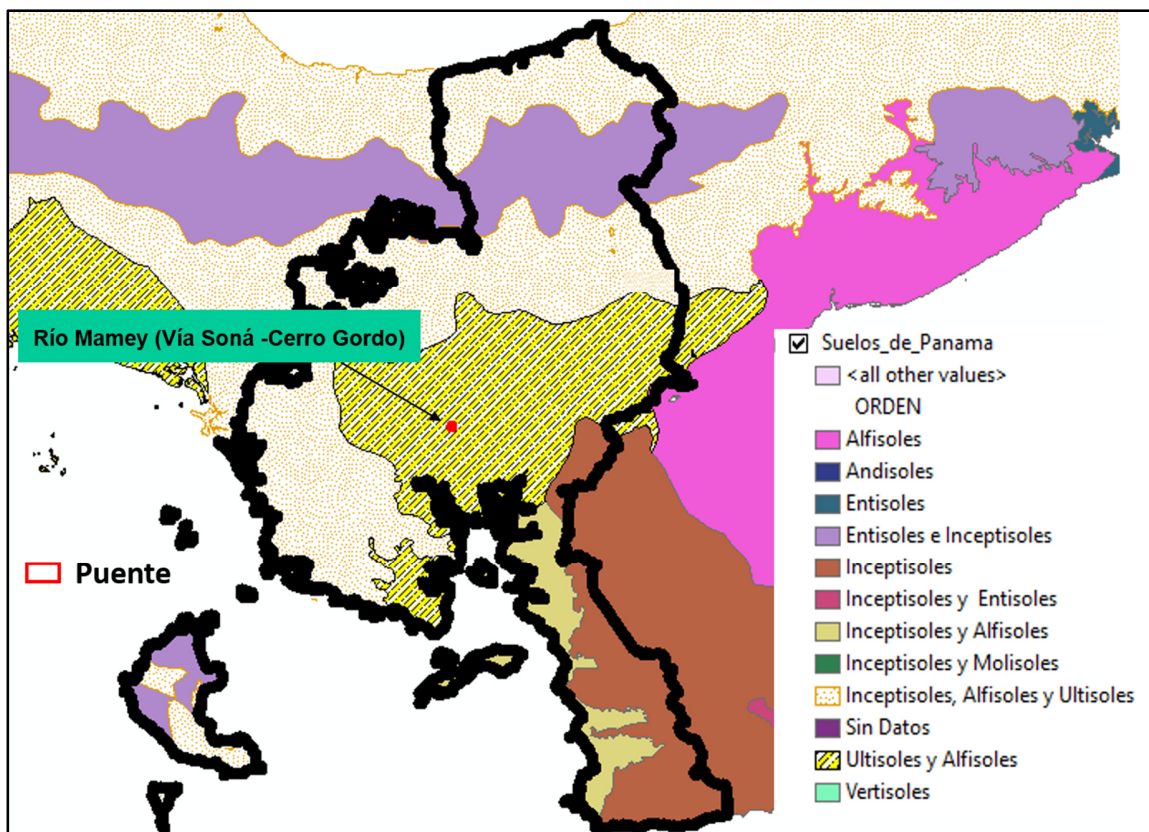 Río Mamey (Vía Soná -Cerro Gordo)
Puente
Suelos_de_Panama
<all other values>
ORDEN
Alfisoles
Andisoles
Entisoles
Entisoles e Inceptisoles
Inceptisoles
Inceptisoles y  Entisoles
Inceptisoles y Alfisoles
Inceptisoles y Molisoles
Inceptisoles, Alfisoles y Ultisoles
Sin Datos
Ultisoles y Alfisoles
Vertisoles